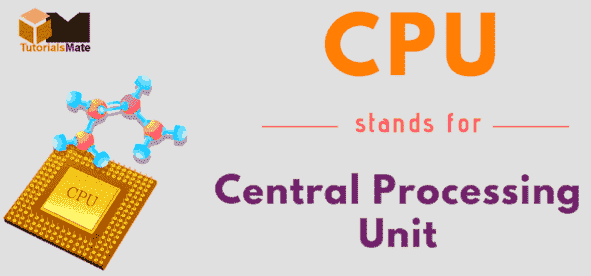 TutorialsMate
CPU
stands for
Central Processing
Unit
CPU